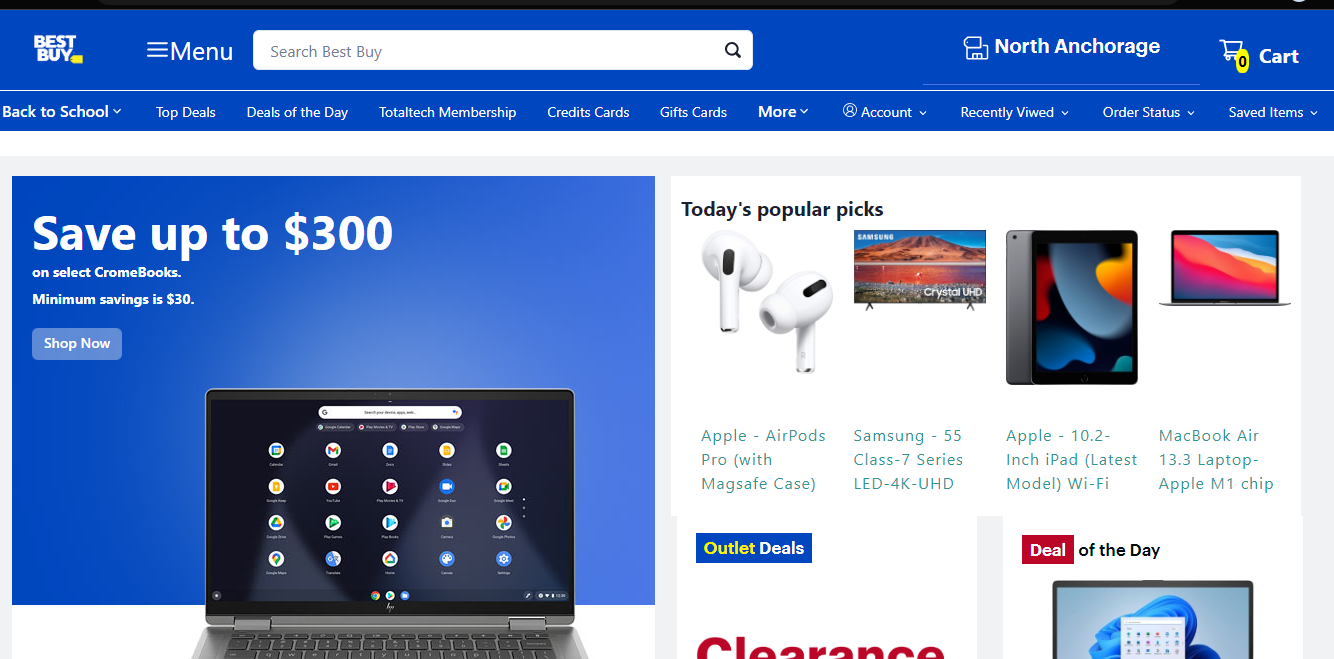 BEST
BUY
Menu
Search Best Buy
North Anchorage
0
Cart
Back to School
Top Deals
Deals of the Day
Totaltech Membership
Credits Cards
Gifts Cards
More
Account
Recently Viwed
Order Status
Saved Items
Save up to $300
on select CromeBooks.
Minimum savings is $30.
Shop Now
Search your device, apps, web...
Google Calendar
Play Movies & TV
Play Store
Google Maps
Calendar
Gmail
Docs
Slides
Sheets
Google Keep
YouTube
Play Movies & TV
Google Duo
Google Meet
Google Drive
Play Games
Play Books
Camera
Google Photos
Google Maps
Translate
Home
Canvas
Settings
hp
Today's popular picks
SAMSUNG
Crystal UHD
Apple - AirPods
Pro (with
Magsafe Case)
Samsung - 55
Class-7 Series
LED-4K-UHD
Apple - 10.2-
Inch iPad (Latest
Model) Wi-Fi
MacBook Air
13.3 Laptop-
Apple M1 chip
Outlet Deals
Clearance
Deal of the Day